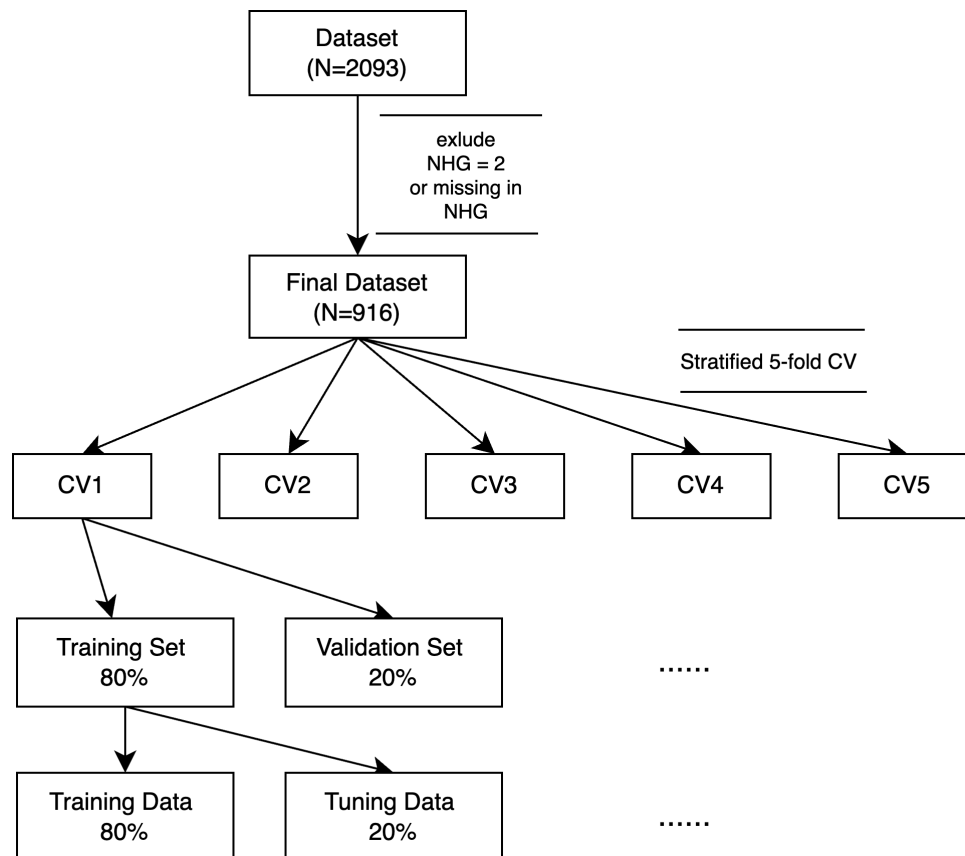 Dataset
(N=2093)
exlude
NHG = 2
or missing in
NHG
Final Dataset
(N=916)
Stratified 5-fold CV
CV1
CV2
CV3
CV4
CV5
Training Set
80%
Validation Set
20%
......
Training Data
80%
Tuning Data
20%
......